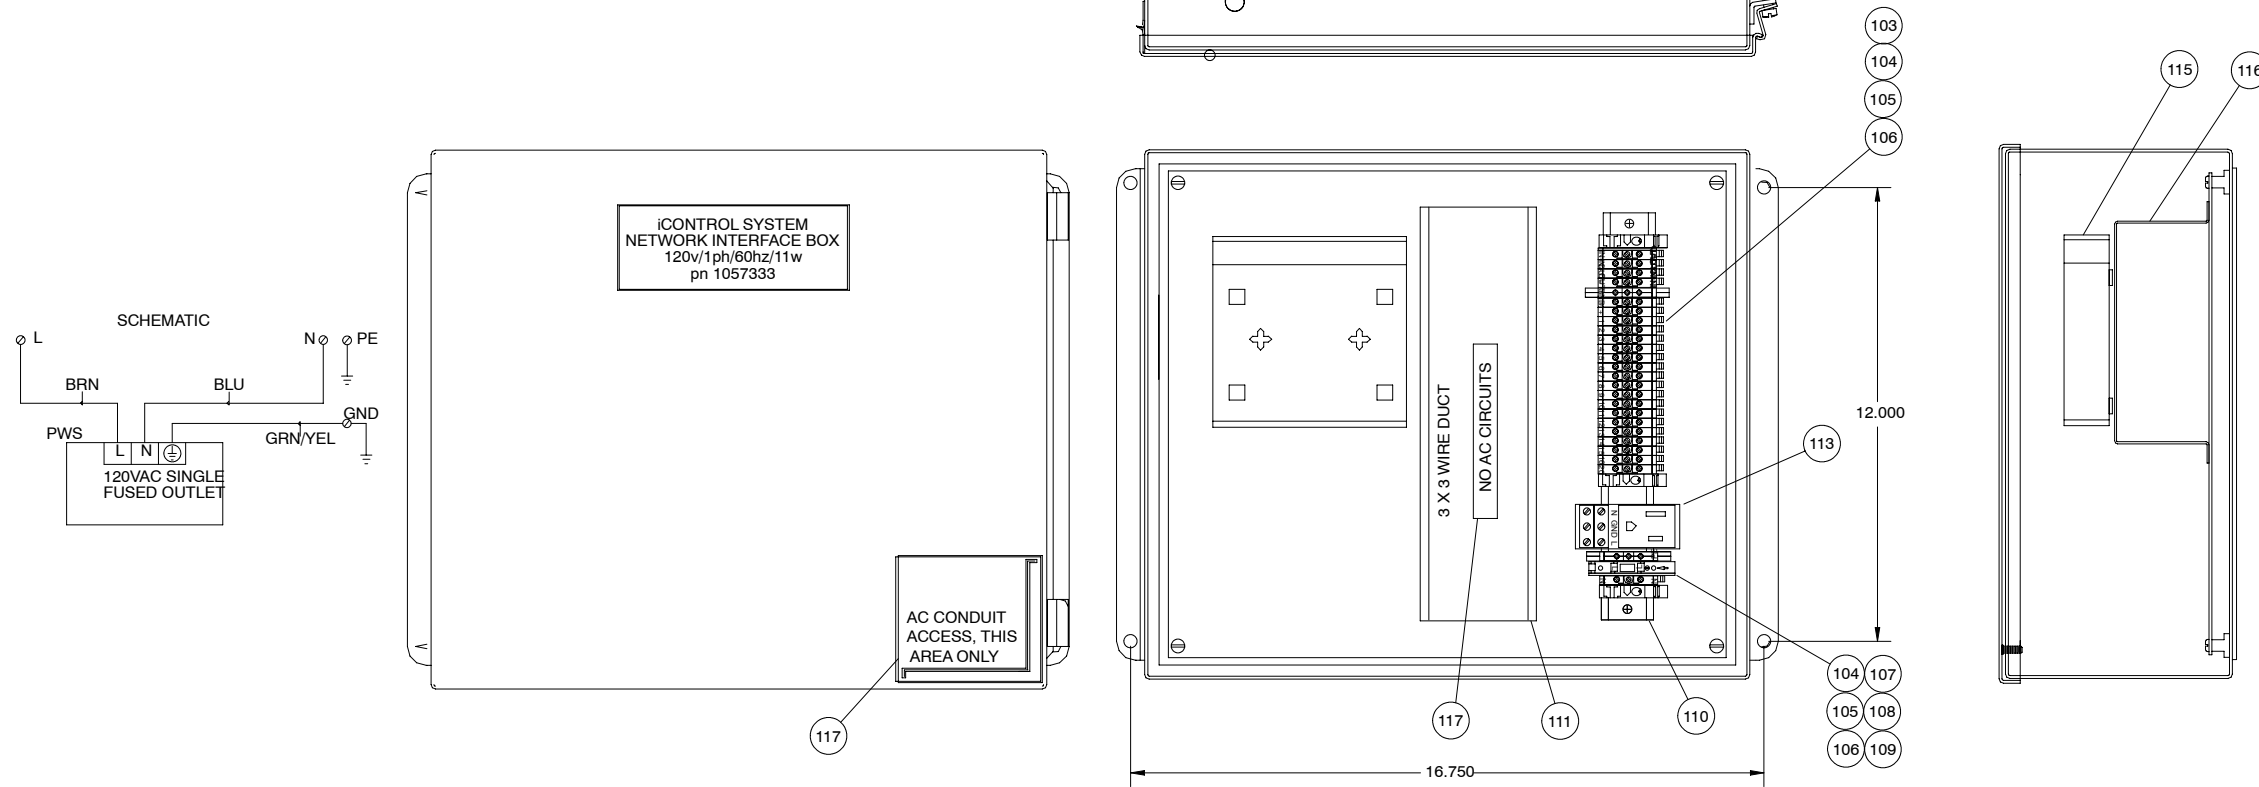 103
104
105
106
115
116
iCONTROL SYSTEM
NETWORK INTERFACE BOX
120v/1ph/60hz/11w
pn 1057333
SCHEMATIC
L
N
PE
BRN
BLU
GND
PWS
GRN/YEL
L N
120VAC SINGLE
FUSED OUTLET
AC CONDUIT
ACCESS, THIS
AREA ONLY
117
3 X 3 WIRE DUCT
NO AC CIRCUITS
N GND L
12.000
113
117
111
110
104 107
105 108
106 109
16.750